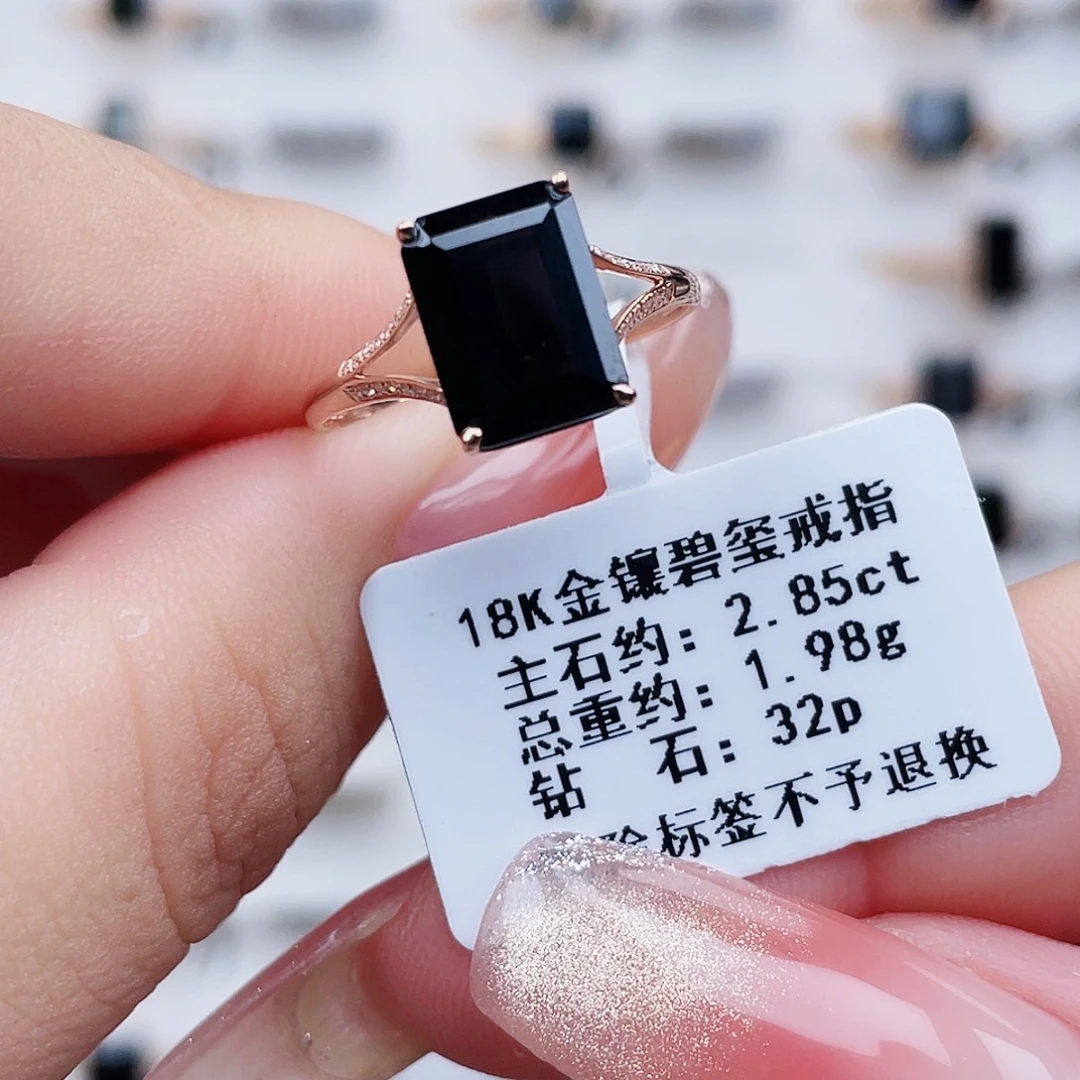 18K金镶碧玺戒指
主石约: 2.85ct
总重约: 1.98g
钻 石: 32p
标签不予退换